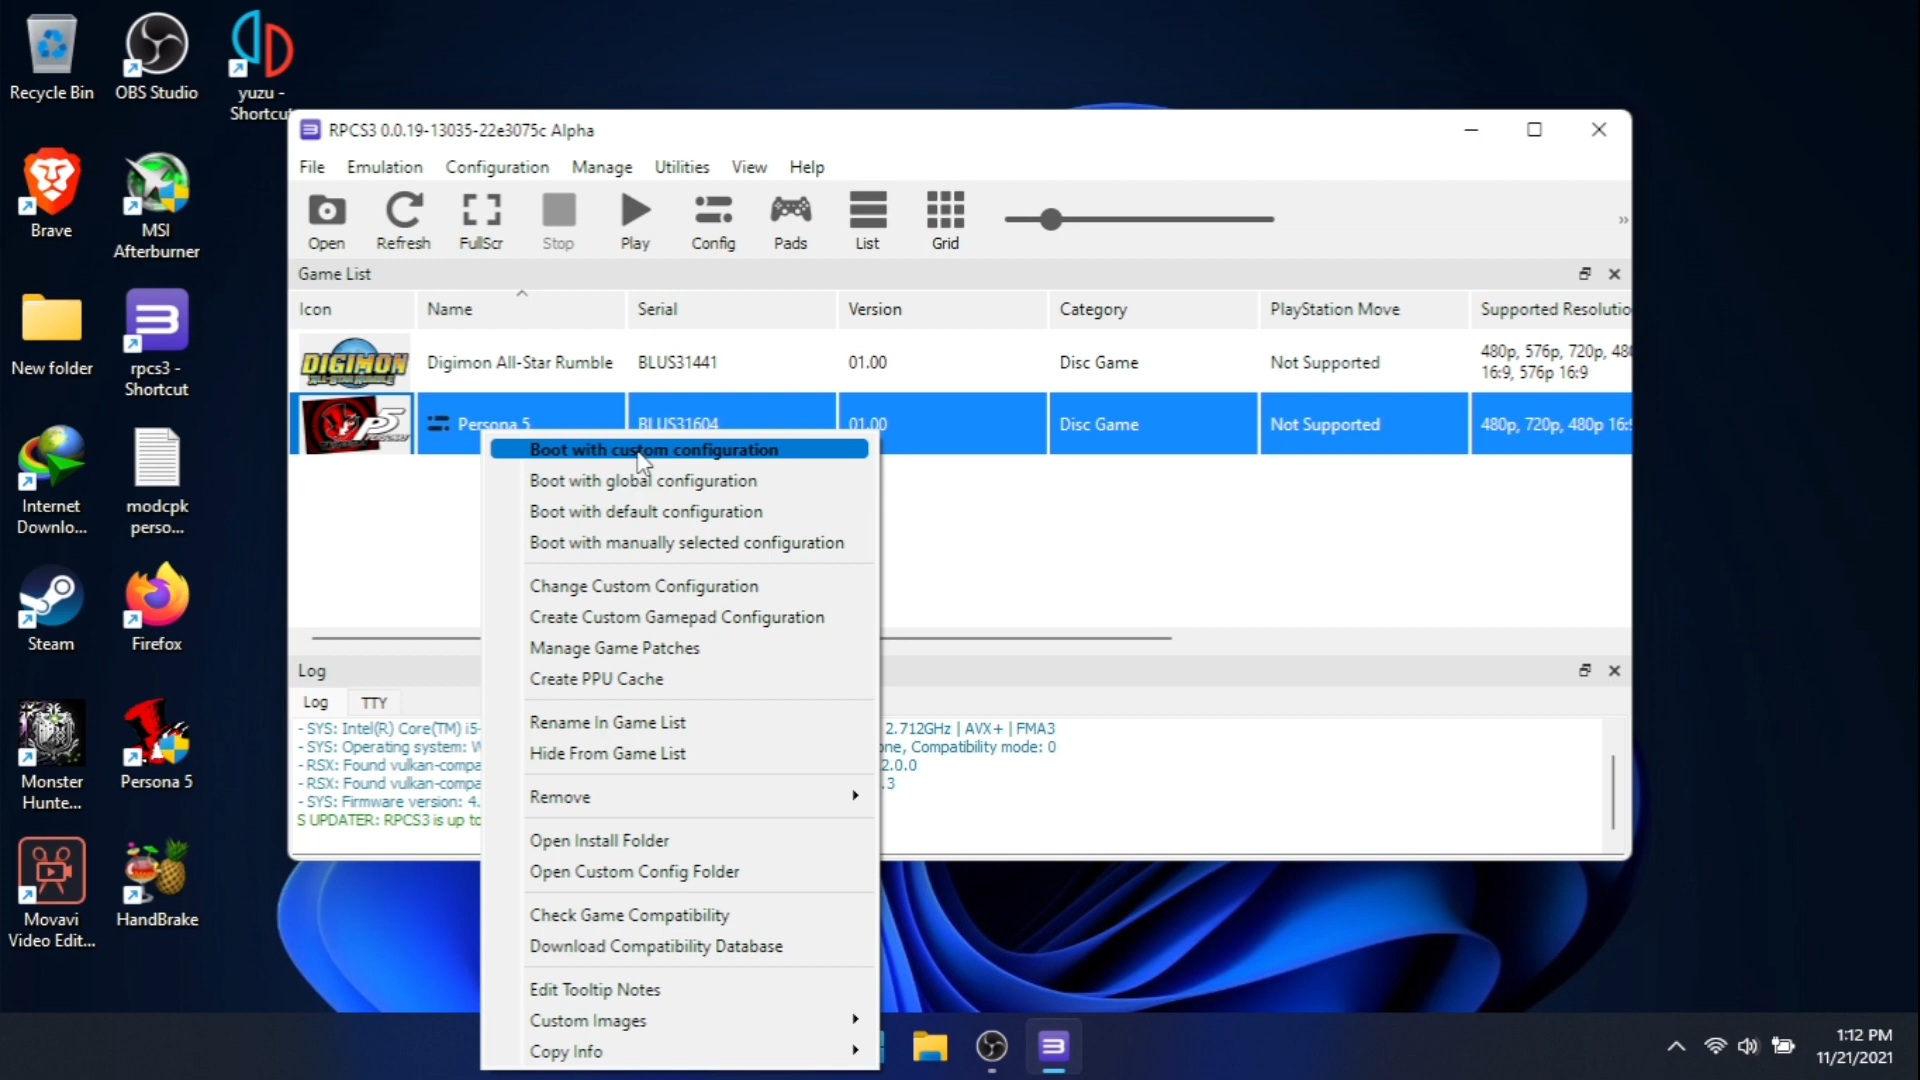 Recycle Bin
OBS Studio
yuzu -
Shortcut
Brave
MSI
Afterburner
New folder
rpcs3 -
Shortcut
Internet
Downlo...
modcpk
perso...
Steam
Firefox
Monster
Hunte...
Persona 5
Movavi
Video Edit...
HandBrake
RPCS3 0.0.19-13035-22e3075c Alpha
File Emulation Configuration Manage Utilities View Help
Open Refresh FullScr Stop Play Config Pads List Grid
»
Game List
Icon Name Serial Version Category PlayStation Move Supported Resolutio
DIGIMON
ALL-STAR RUMBLE
Digimon All-Star Rumble BLUS31441 01.00 Disc Game Not Supported 480p, 576p, 720p, 480
16:9, 576p 16:9
P5
Persona 5 BLUS31604 01.00 Disc Game Not Supported 480p, 720p, 480p 16:9
Boot with custom configuration
Boot with global configuration
Boot with default configuration
Boot with manually selected configuration
Change Custom Configuration
Create Custom Gamepad Configuration
Manage Game Patches
Create PPU Cache
Rename In Game List
Hide From Game List
Remove
Open Install Folder
Open Custom Config Folder
Check Game Compatibility
Download Compatibility Database
Edit Tooltip Notes
Custom Images
Copy Info
Log
Log TTY
- SYS: Intel(R) Core(TM) i5- 2.712GHz | AVX+ | FMA3
- SYS: Operating system: W one, Compatibility mode: 0
- RSX: Found vulkan-compa 2.0.0
- RSX: Found vulkan-compa .3
- SYS: Firmware version: 4.
S UPDATER: RPCS3 is up to
1:12 PM
11/21/2021